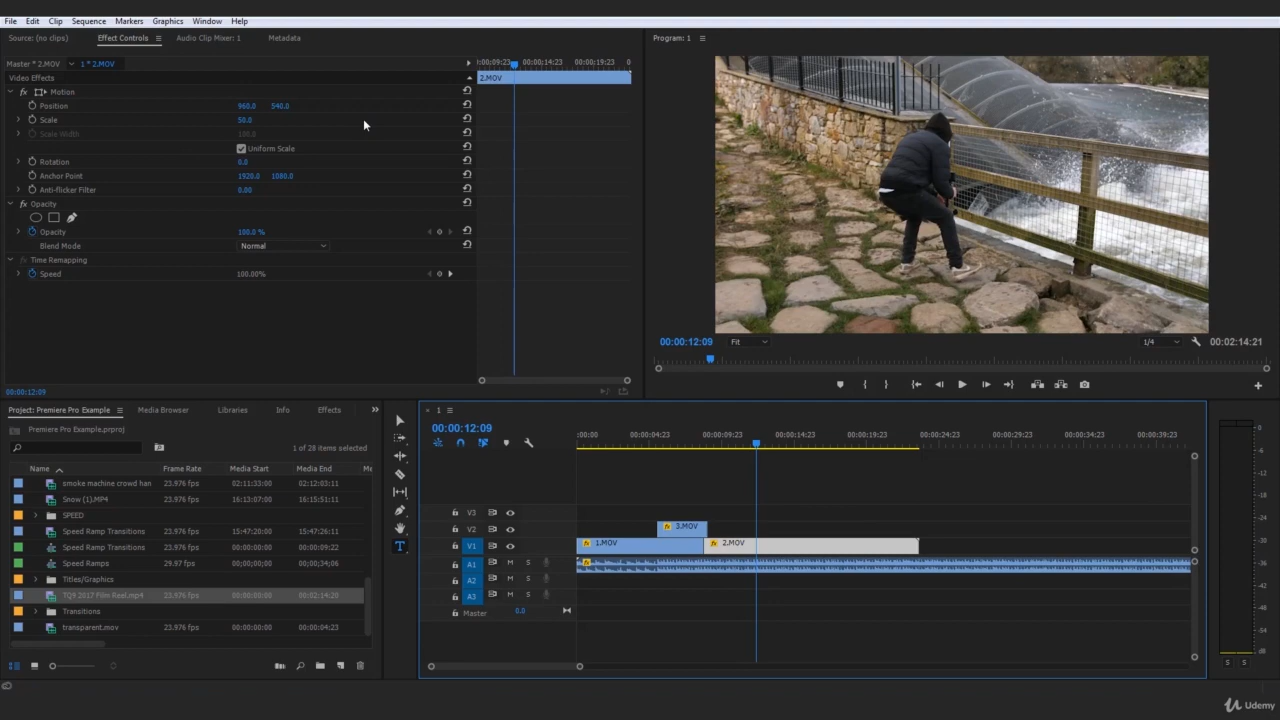 File Edit Clip Sequence Markers Graphics Window Help
Source: (no clips) Effect Controls Audio Clip Mixer: 1 Metadata
Program: 1
Master * 2.MOV 1 * 2.MOV
00:00:14:23 00:00:19:23
Video Effects
2.MOV
fx Motion
Position 960.0 540.0
Scale 50.0
Scale Width 100.0
Uniform Scale
Rotation 0.0
Anchor Point 1920.0 1080.0
Anti-flicker Filter 0.00
fx Opacity
Opacity 100.0 %
Blend Mode Normal
fx Time Remapping
Speed 100.00%
00:00:12:09 Fit 1/4 00:02:14:21
00:00:12:09
Project: Premiere Pro Example Media Browser Libraries Info Effects
Premiere Pro Example.prproj
1 of 28 items selected
Name Frame Rate Media Start Media End
smoke machine crowd han 23.976 fps 02:11:33:00 02:12:03:11
Snow (1).MP4 23.976 fps 16:13:07:00 16:15:51:11
SPEED
Speed Ramp Transitions 23.976 fps 15:47:20:00 15:47:26:11
Speed Ramp Transitions 23.976 fps 00:00:00:00 00:00:09:22
Speed Ramps 29.97 fps 00;00;00;00 00;00;34;06
Titles/Graphics
TQ9 2017 Film Reel.mp4 23.976 fps 00:00:00:00 00:02:14:20
Transitions
transparent.mov 23.976 fps 00:00:00:00 00:00:04:23
T
1
00:00:12:09
:00:00 00:00:04:23 00:00:09:23 00:00:14:23 00:00:19:23 00:00:24:23 00:00:29:23 00:00:34:23 00:00:39:23
V3
V2 fx 3.MOV
V1 fx 1.MOV fx 2.MOV
A1 M S
A2 M S
A3 M S
Master 0.0
0
-6
-54
S S
Udemy